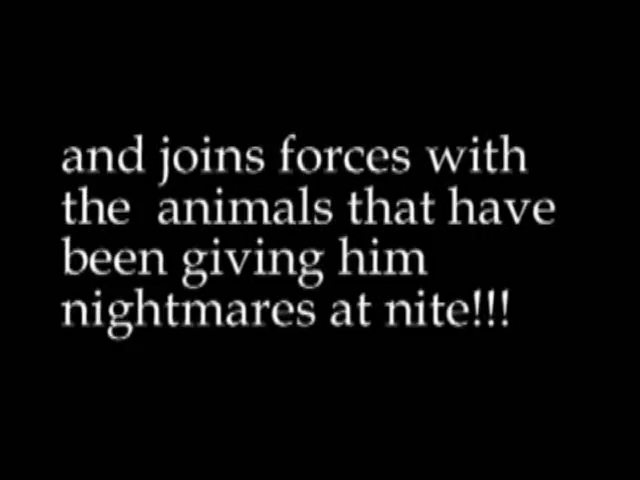 and joins forces with
the  animals that have
been giving him
nightmares at nite!!!